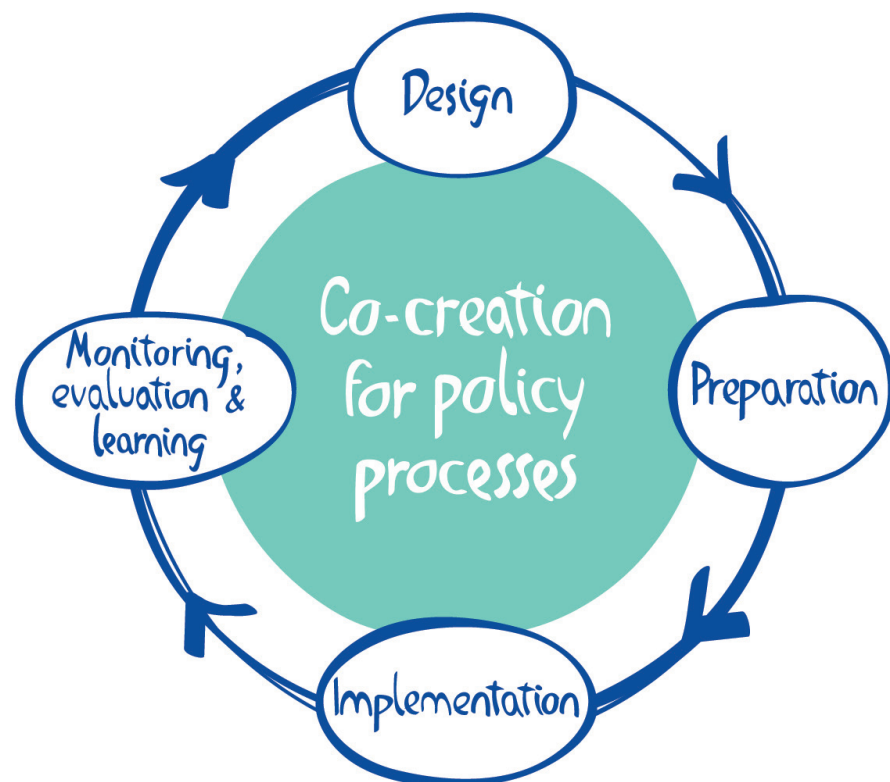 Design
Co-creation
for policy
processes
Monitoring,
evaluation &
learning
Preparation
Implementation